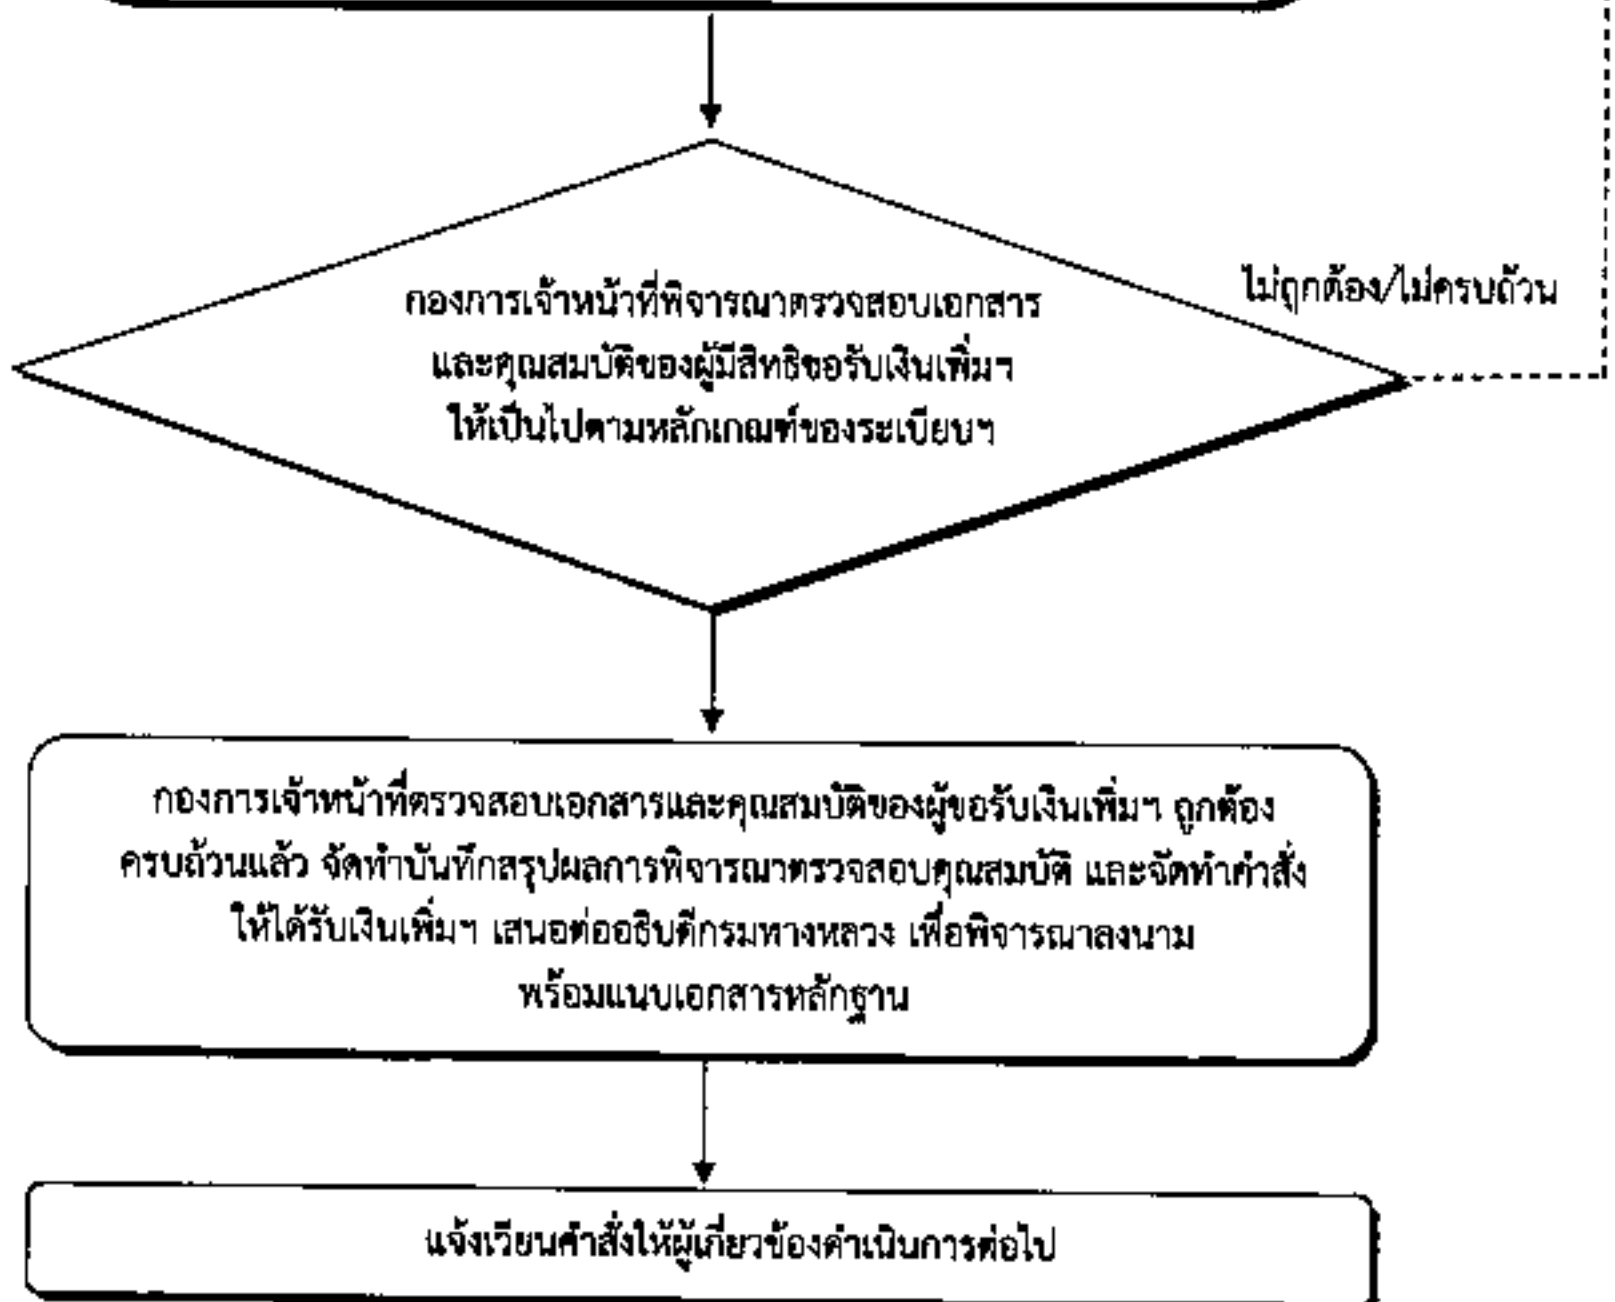 กองการเจ้าหน้าที่พิจารณาตรวจสอบเอกสาร
และคุณสมบัติของผู้มีสิทธิขอรับเงินเพิ่มฯ
ให้เป็นไปตามหลักเกณฑ์ของระเบียบฯ
ไม่ถูกต้อง/ไม่ครบถ้วน
กองการเจ้าหน้าที่ตรวจสอบเอกสารและคุณสมบัติของผู้ขอรับเงินเพิ่มฯ ถูกต้อง
ครบถ้วนแล้ว จัดทำบันทึกสรุปผลการพิจารณาตรวจสอบคุณสมบัติ และจัดทำคำสั่ง
ให้ได้รับเงินเพิ่มฯ เสนอต่ออธิบดีกรมทางหลวง เพื่อพิจารณาลงนาม
พร้อมแนบเอกสารหลักฐาน
แจ้งเวียนคำสั่งให้ผู้เกี่ยวข้องดำเนินการต่อไป